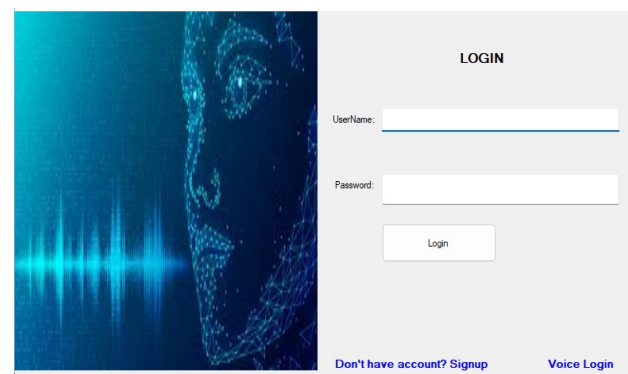 LOGIN
UserName:
Password:
Login
Don't have account? Signup Voice Login